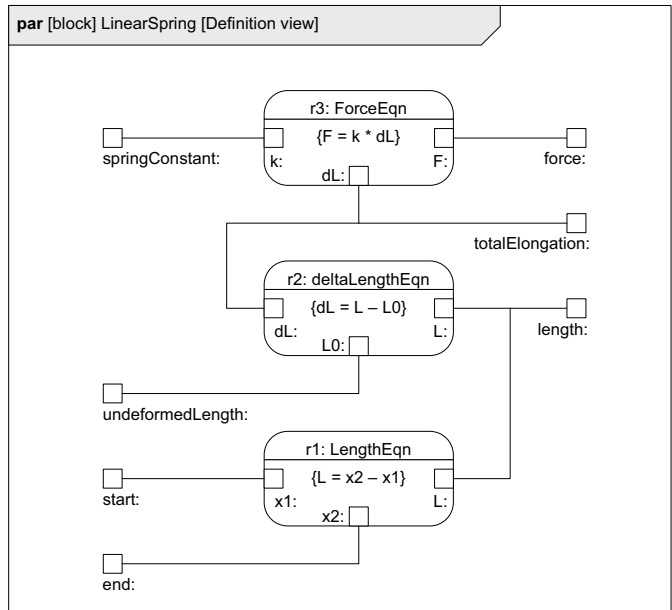 par [block] LinearSpring [Definition view]
r3: ForceEqn
{F = k * dL}
springConstant:
k:
F:
force:
dL:
totalElongation:
r2: deltaLengthEqn
{dL = L – L0}
dL:
L:
length:
L0:
undeformedLength:
r1: LengthEqn
{L = x2 – x1}
start:
x1:
L:
x2:
end: